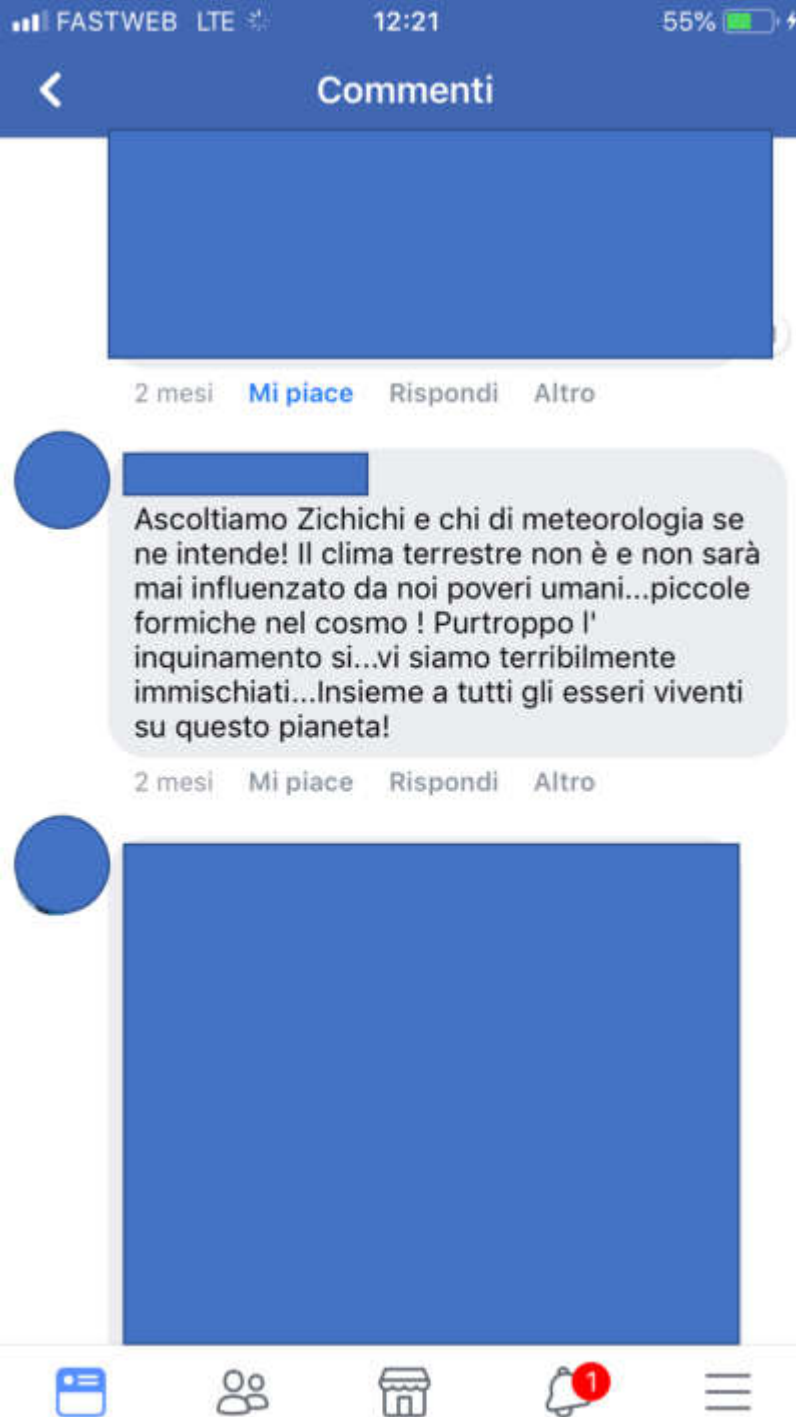 FASTWEB LTE 12:21 55%
Commenti
2 mesi Mi piace Rispondi Altro
Ascoltiamo Zichichi e chi di meteorologia se
ne intende! Il clima terrestre non è e non sarà
mai influenzato da noi poveri umani...piccole
formiche nel cosmo ! Purtroppo l'
inquinamento si...vi siamo terribilmente
immischiati...Insieme a tutti gli esseri viventi
su questo pianeta!
2 mesi Mi piace Rispondi Altro
1